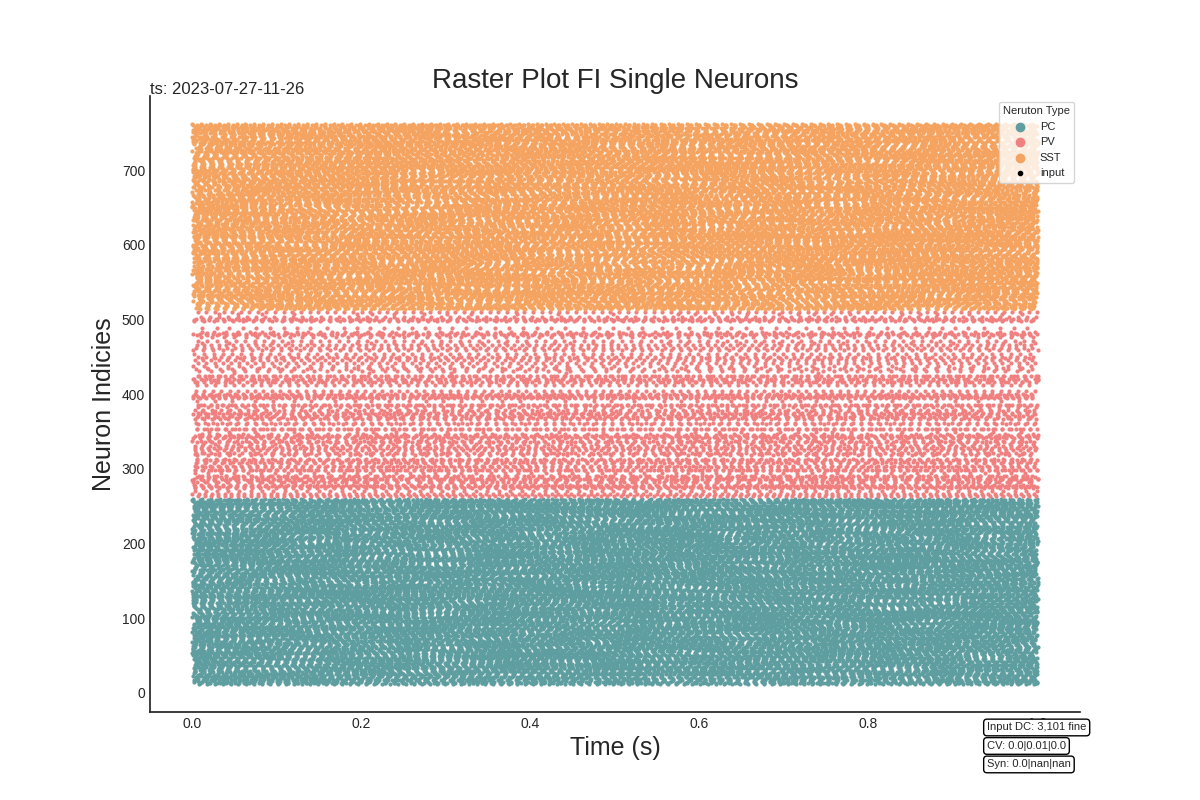 Raster Plot FI Single Neurons
ts: 2023-07-27-11-26
Neruton Type
PC
PV
SST
input
Neuron Indicies
700
600
500
400
300
200
100
0
0.0
0.2
0.4
0.6
0.8
Time (s)
Input DC: 3,101 fine
CV: 0.0|0.01|0.0
Syn: 0.0|nan|nan